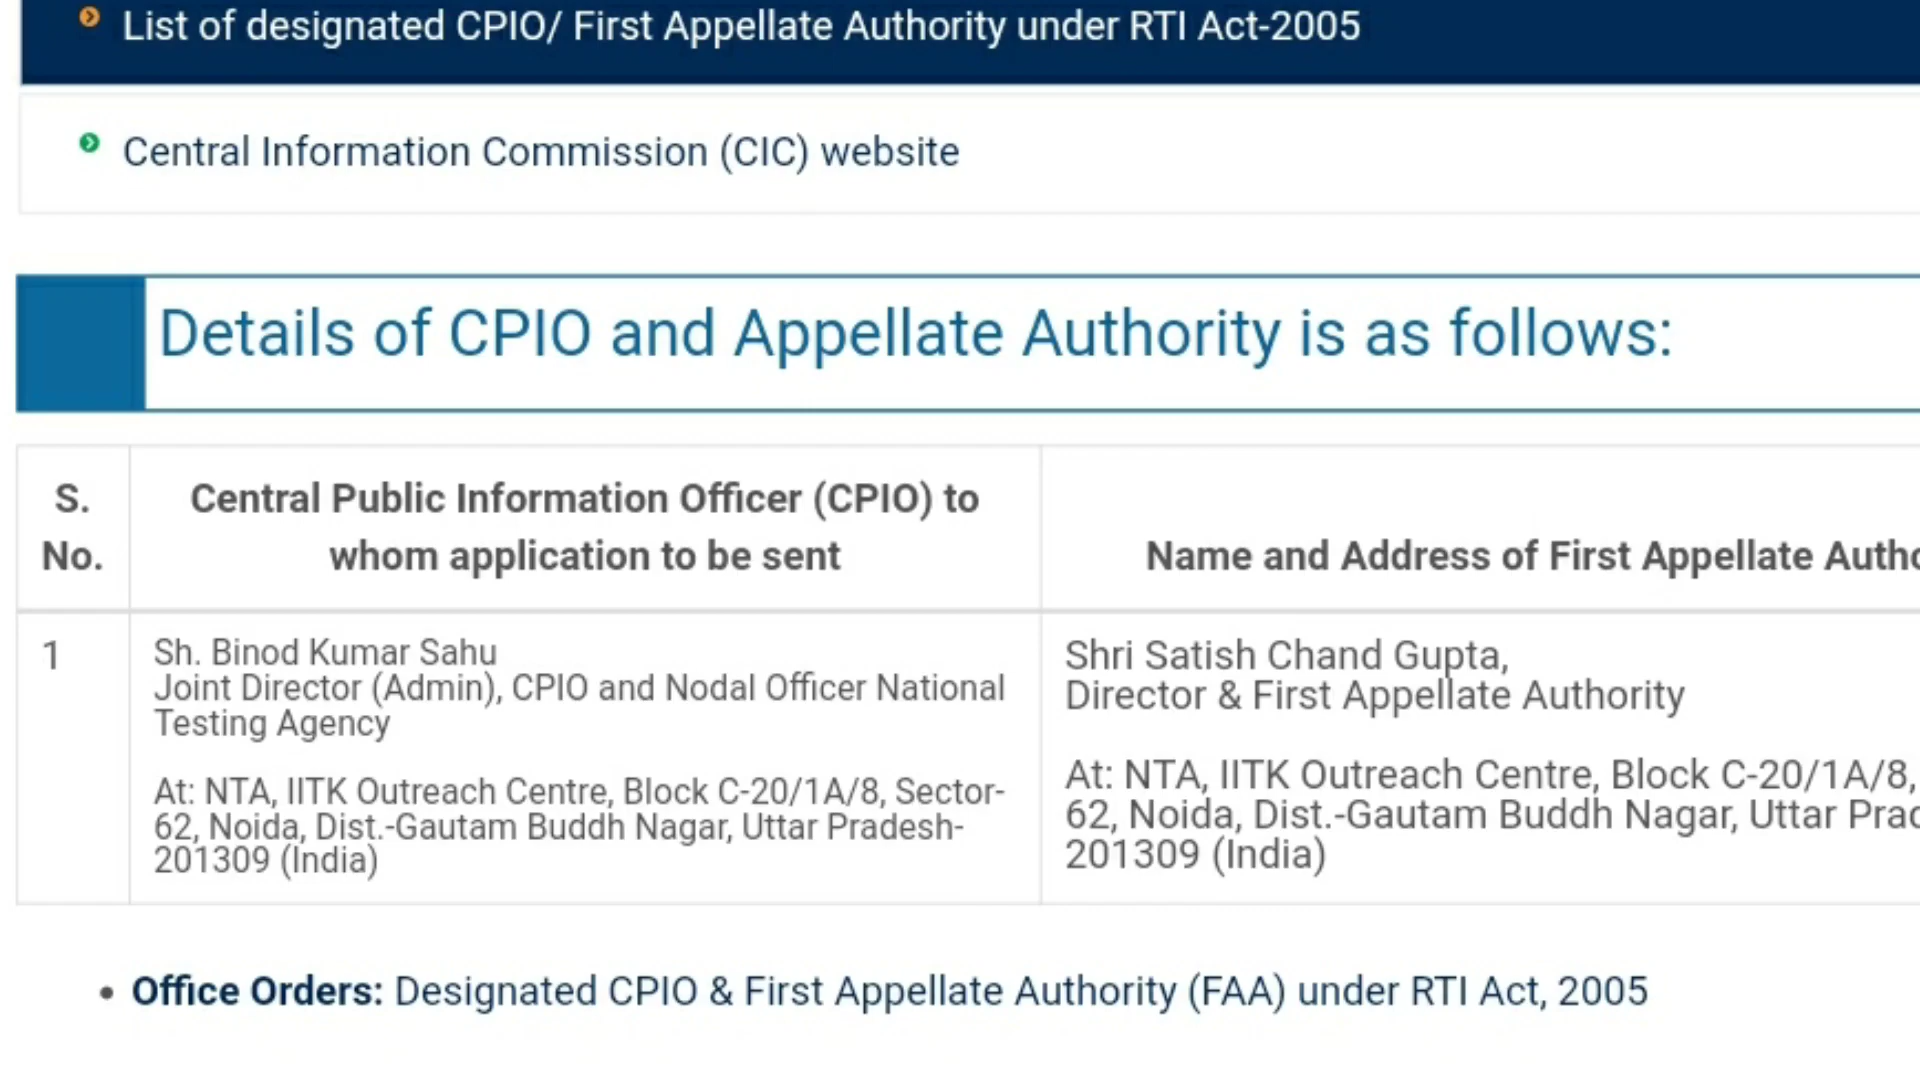 List of designated CPIO/ First Appellate Authority under RTI Act-2005
Central Information Commission (CIC) website
Details of CPIO and Appellate Authority is as follows:
S.
No.
Central Public Information Officer (CPIO) to
whom application to be sent
Name and Address of First Appellate
1
Sh. Binod Kumar Sahu
Joint Director (Admin), CPIO and Nodal Officer National
Testing Agency
At: NTA, IITK Outreach Centre, Block C-20/1A/8, Sector-
62, Noida, Dist.-Gautam Buddh Nagar, Uttar Pradesh-
201309 (India)
Shri Satish Chand Gupta,
Director & First Appellate Authority
At: NTA, IITK Outreach Centre, Block C-20/1A/8,
62, Noida, Dist.-Gautam Buddh Nagar, Uttar
201309 (India)
• Office Orders: Designated CPIO & First Appellate Authority (FAA) under RTI Act, 2005